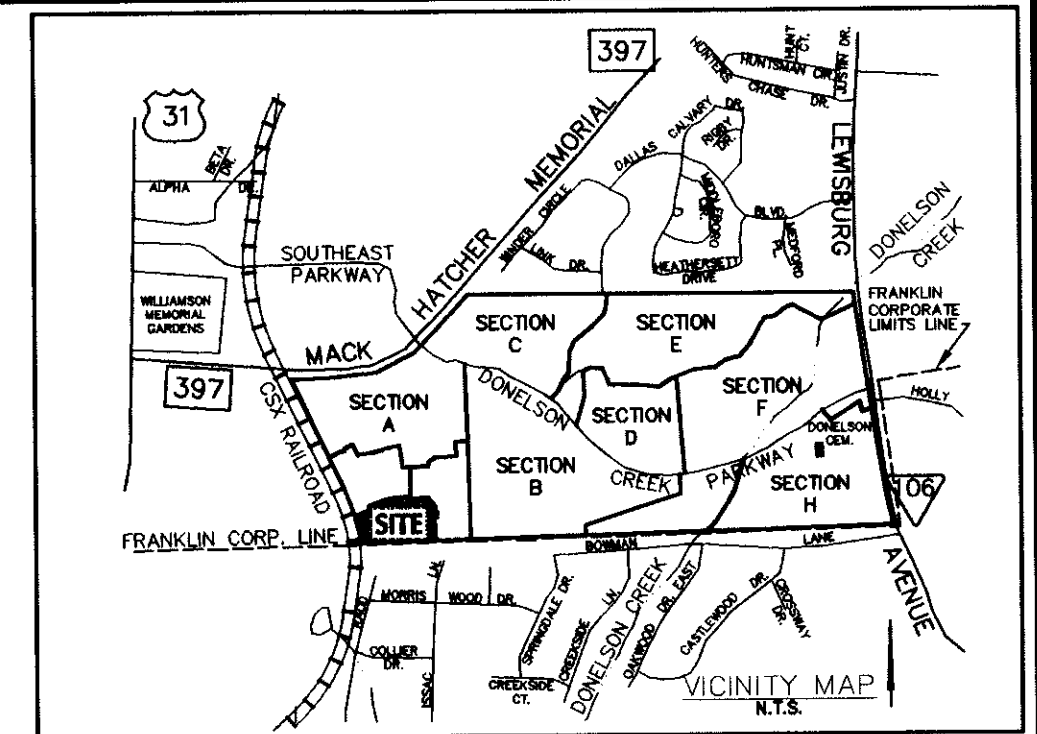 397
31
HUNTERS
CHASE DR.
HUNTSMAN CIR.
HUNT CT.
JUSTIN DR.
BETA DR.
ALPHA DR.
SOUTHEAST
PARKWAY
WILLIAMSON
MEMORIAL
GARDENS
MACK
HATCHER
MEMORIAL
397
CSX RAILROAD
WINDER CIRCLE
LINK DR.
DALLAS
BLVD.
CALVARY DR.
RIGBY
DR.
MIDDLEBORO
CIR.
HEATHERSETT
DRIVE
MEDFORD
PL.
LEWISBURG
DONELSON
CREEK
FRANKLIN
CORPORATE
LIMITS LINE
HOLLY
SECTION
C
SECTION
E
SECTION
A
SECTION
D
SECTION
F
SECTION
B
SECTION
H
DONELSON
CREEK PARKWAY
DONELSON
CEM.
106
AVENUE
SITE
FRANKLIN CORP. LINE
BOWMAN LANE
MORRIS WOOD DR.
ROAD
COLLIER
DR.
ISSAC
LN.
SPRINGDALE DR.
CREEKSIDE LN.
CREEKSIDE
CT.
DONELSON CREEK
OAKWOOD DR. EAST
CASTLEWOOD DR.
CROSSWAY
DR.
VICINITY MAP
N.T.S.